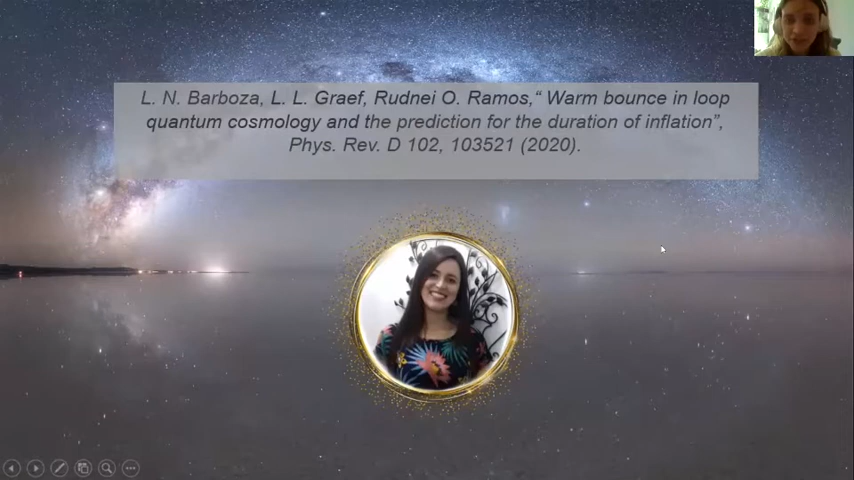 L. N. Barboza, L. L. Graef, Rudnei O. Ramos,“ Warm bounce in loop
quantum cosmology and the prediction for the duration of inflation”,
Phys. Rev. D 102, 103521 (2020).